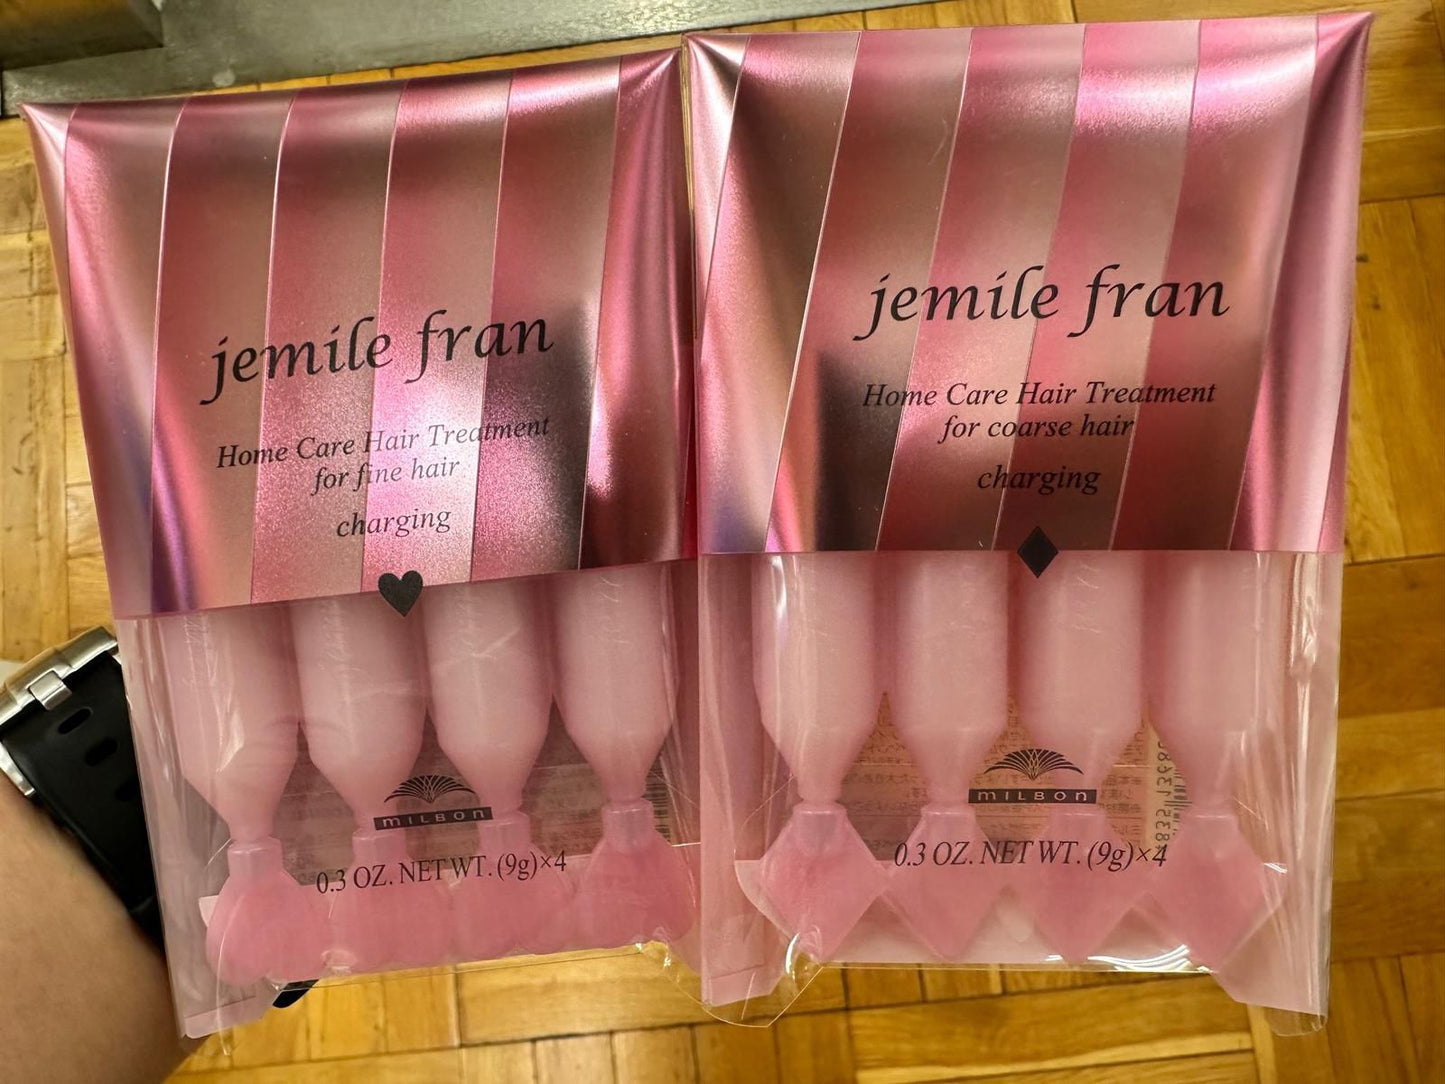 jemile fran
Home Care Hair Treatment
for fine hair
charging
MILBON
0.3 OZ. NET WT. (9g)×4
jemile fran
Home Care Hair Treatment
for coarse hair
charging
MILBON
0.3 OZ. NET WT. (9g)×4